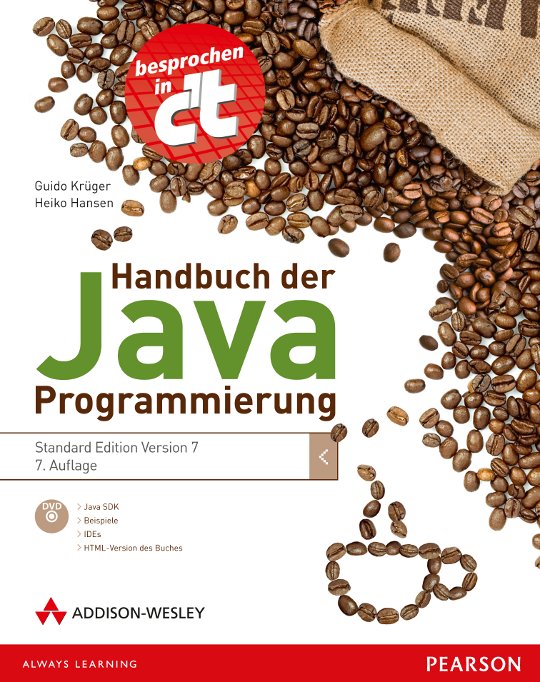 besprochen
in
c't
Guido Krüger
Heiko Hansen
Handbuch der
Java
Programmierung
Standard Edition Version 7
7. Auflage
<
DVD
> Java SDK
> Beispiele
> IDEs
> HTML-Version des Buches
ADDISON-WESLEY
ALWAYS LEARNING
PEARSON